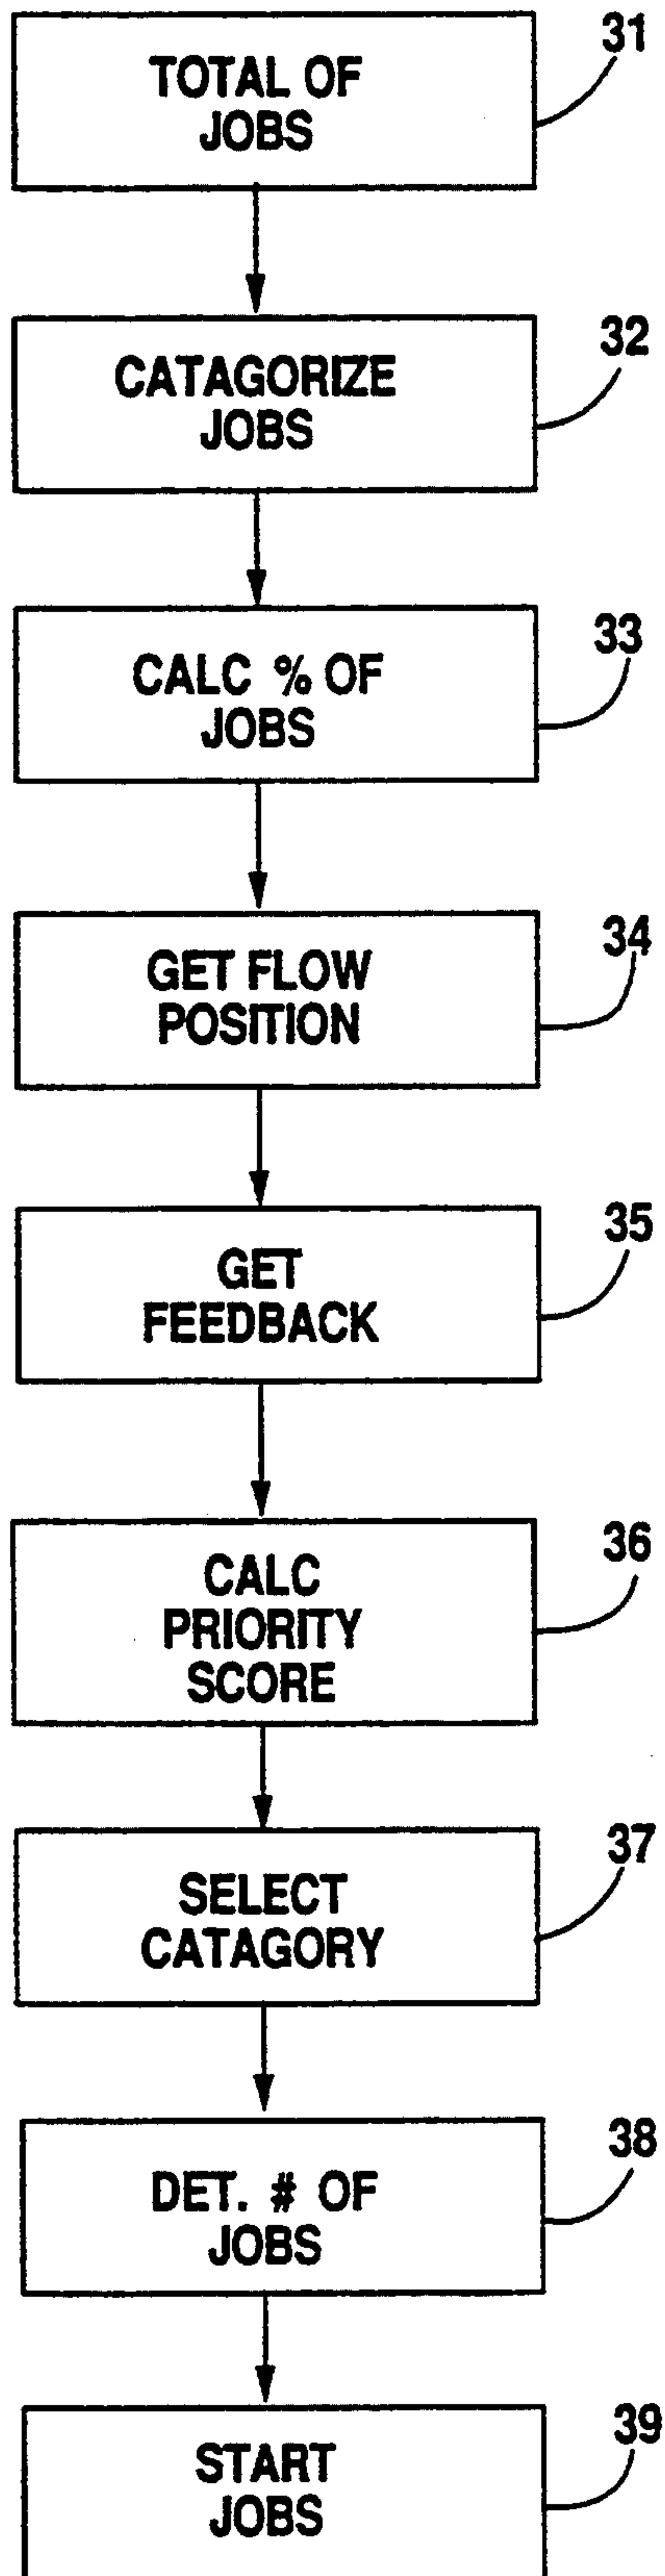 31
TOTAL OF
JOBS
32
CATAGORIZE
JOBS
33
CALC % OF
JOBS
34
GET FLOW
POSITION
35
GET
FEEDBACK
36
CALC
PRIORITY
SCORE
37
SELECT
CATAGORY
38
DET. # OF
JOBS
39
START
JOBS